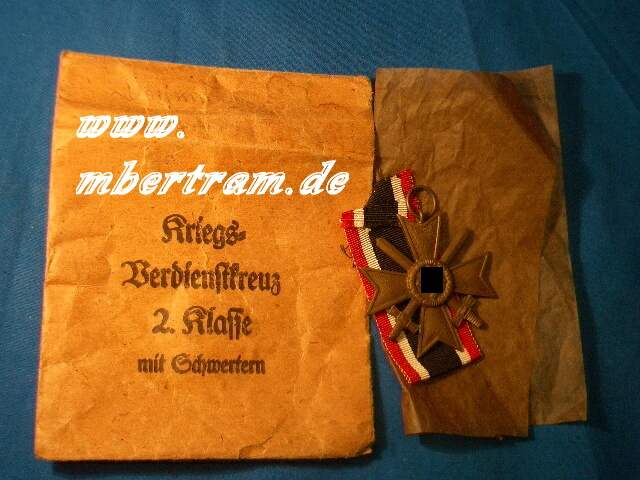 www.
mbertram.de
Kriegs-
Verdienstkreuz
2. Klasse
mit Schwertern